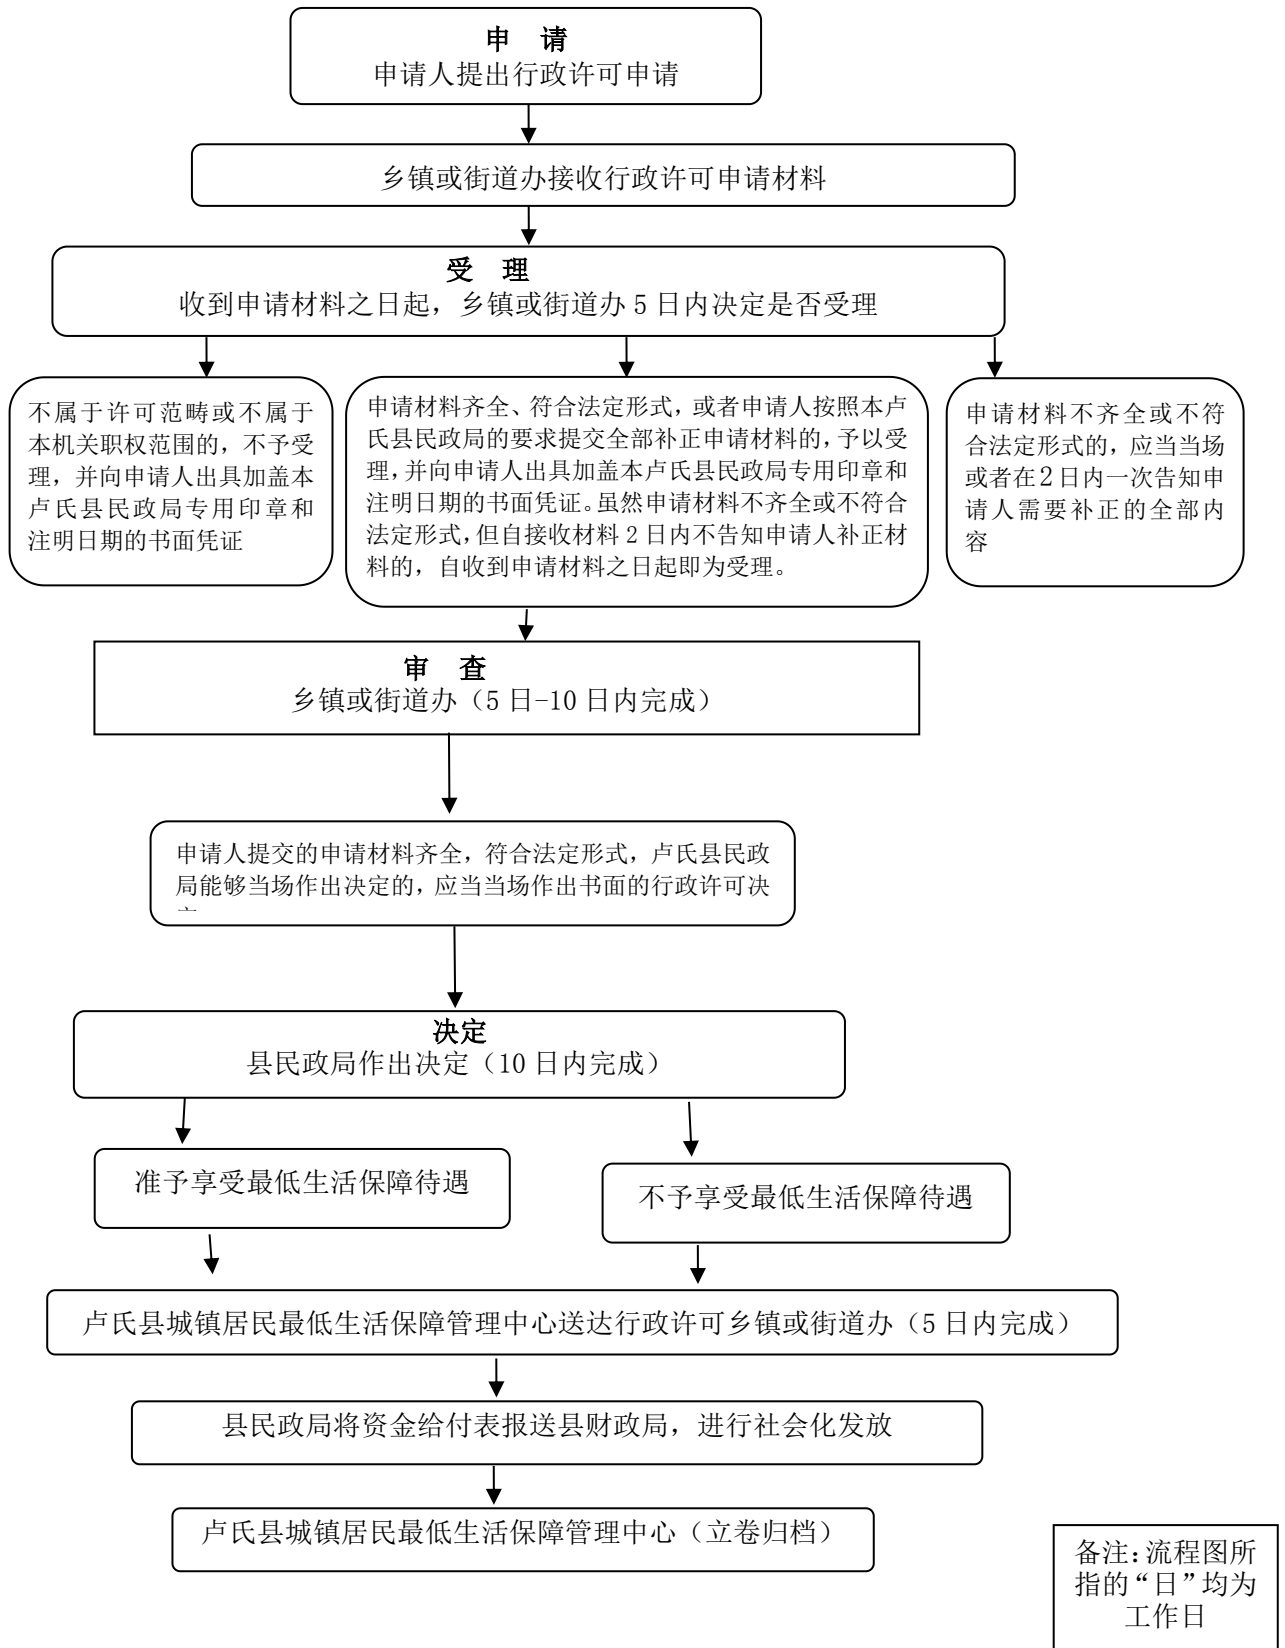 申 请
申请人提出行政许可申请
乡镇或街道办接收行政许可申请材料
受 理
收到申请材料之日起，乡镇或街道办 5 日内决定是否受理
不属于许可范畴或不属于
本机关职权范围的，不予受
理，并向申请人出具加盖本
卢氏县民政局专用印章和
注明日期的书面凭证
申请材料齐全、符合法定形式，或者申请人按照本卢
氏县民政局的要求提交全部补正申请材料的，予以受
理，并向申请人出具加盖本卢氏县民政局专用印章和
注明日期的书面凭证。虽然申请材料不齐全或不符合
法定形式，但自接收材料 2 日内不告知申请人补正材
料的，自收到申请材料之日起即为受理。
申请材料不齐全或不符
合法定形式的，应当当场
或者在2日内一次告知申
请人需要补正的全部内
容
审 查
乡镇或街道办（5 日-10 日内完成）
申请人提交的申请材料齐全，符合法定形式，卢氏县民政
局能够当场作出决定的，应当当场作出书面的行政许可决
决定
县民政局作出决定（10 日内完成）
准予享受最低生活保障待遇
不予享受最低生活保障待遇
卢氏县城镇居民最低生活保障管理中心送达行政许可乡镇或街道办（5 日内完成）
县民政局将资金给付表报送县财政局，进行社会化发放
卢氏县城镇居民最低生活保障管理中心（立卷归档）
备注：流程图所
指的“日”均为
工作日